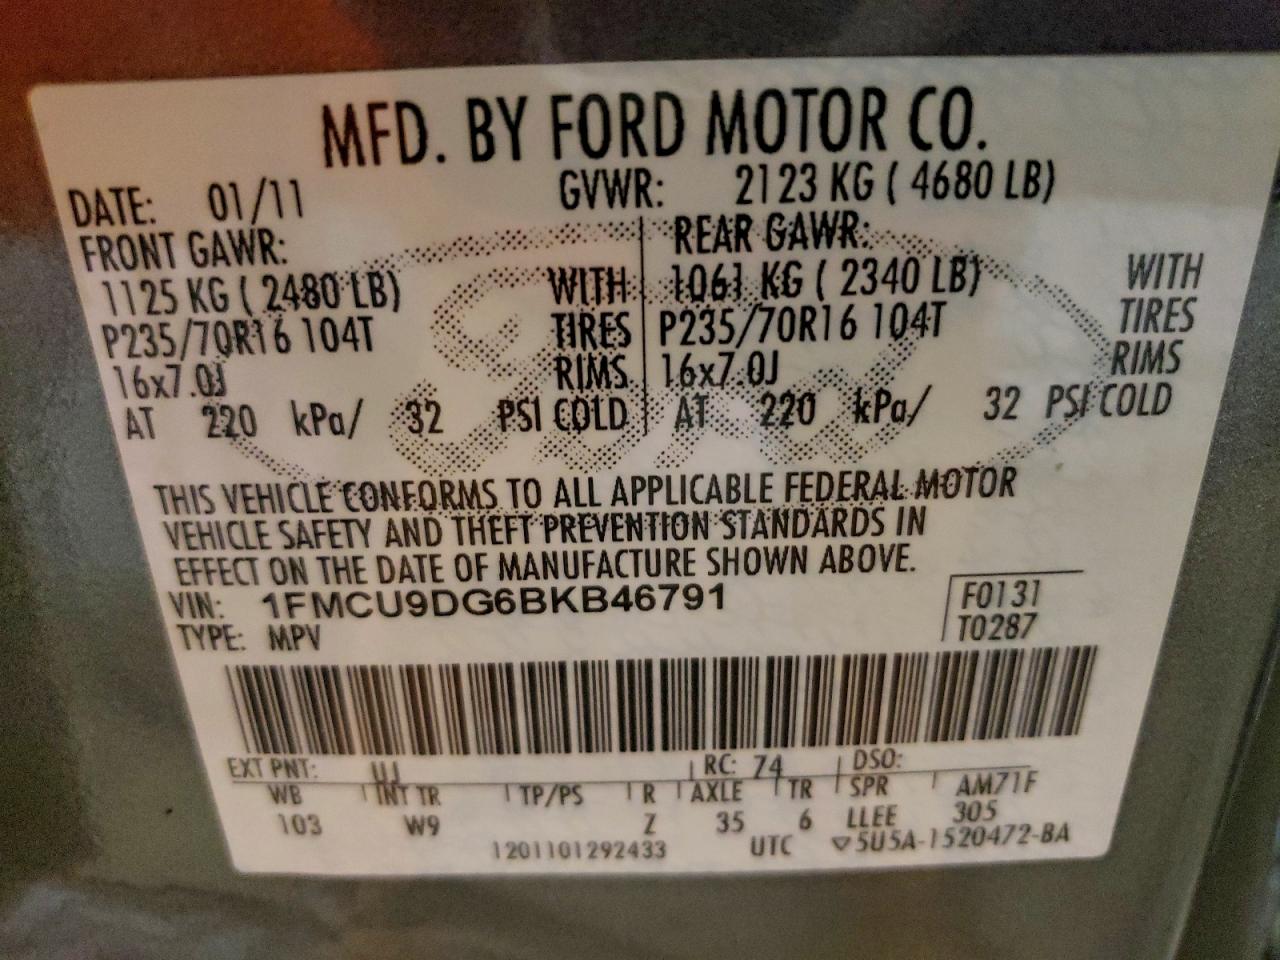 MFD. BY FORD MOTOR CO.
DATE: 01/11 GVWR: 2123 KG ( 4680 LB)
FRONT GAWR: REAR GAWR:
1125 KG ( 2480 LB) WITH 1061 KG ( 2340 LB) WITH
P235/70R16 104T TIRES P235/70R16 104T TIRES
16x7.0J RIMS 16x7.0J RIMS
AT 220 kPa/ 32 PSI COLD AT 220 kPa/ 32 PSI COLD
THIS VEHICLE CONFORMS TO ALL APPLICABLE FEDERAL MOTOR
VEHICLE SAFETY AND THEFT PREVENTION STANDARDS IN
EFFECT ON THE DATE OF MANUFACTURE SHOWN ABOVE.
VIN: 1FMCU9DG6BKB46791 F0131
TYPE: MPV T0287
EXT PNT: UJ RC: 74 DSO:
WB INT TR TP/PS R AXLE TR SPR AM71F
103 W9 Z 35 6 LLEE 305
1201101292433 UTC ▽5U5A-1520472-BA